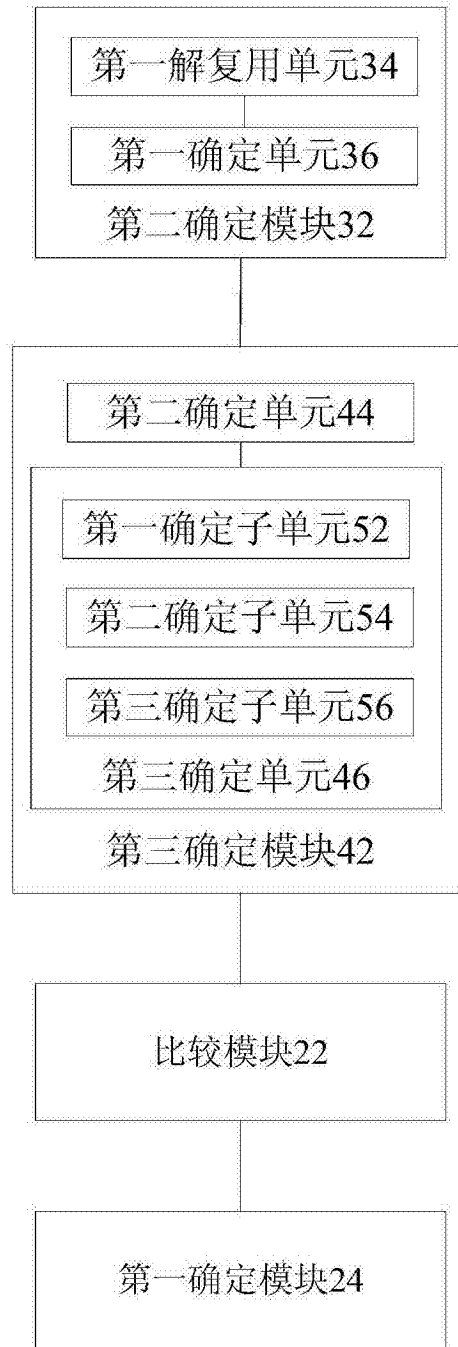 第一解复用单元34
第一确定单元36
第二确定模块32
第二确定单元44
第一确定子单元52
第二确定子单元54
第三确定子单元56
第三确定单元46
第三确定模块42
比较模块22
第一确定模块24